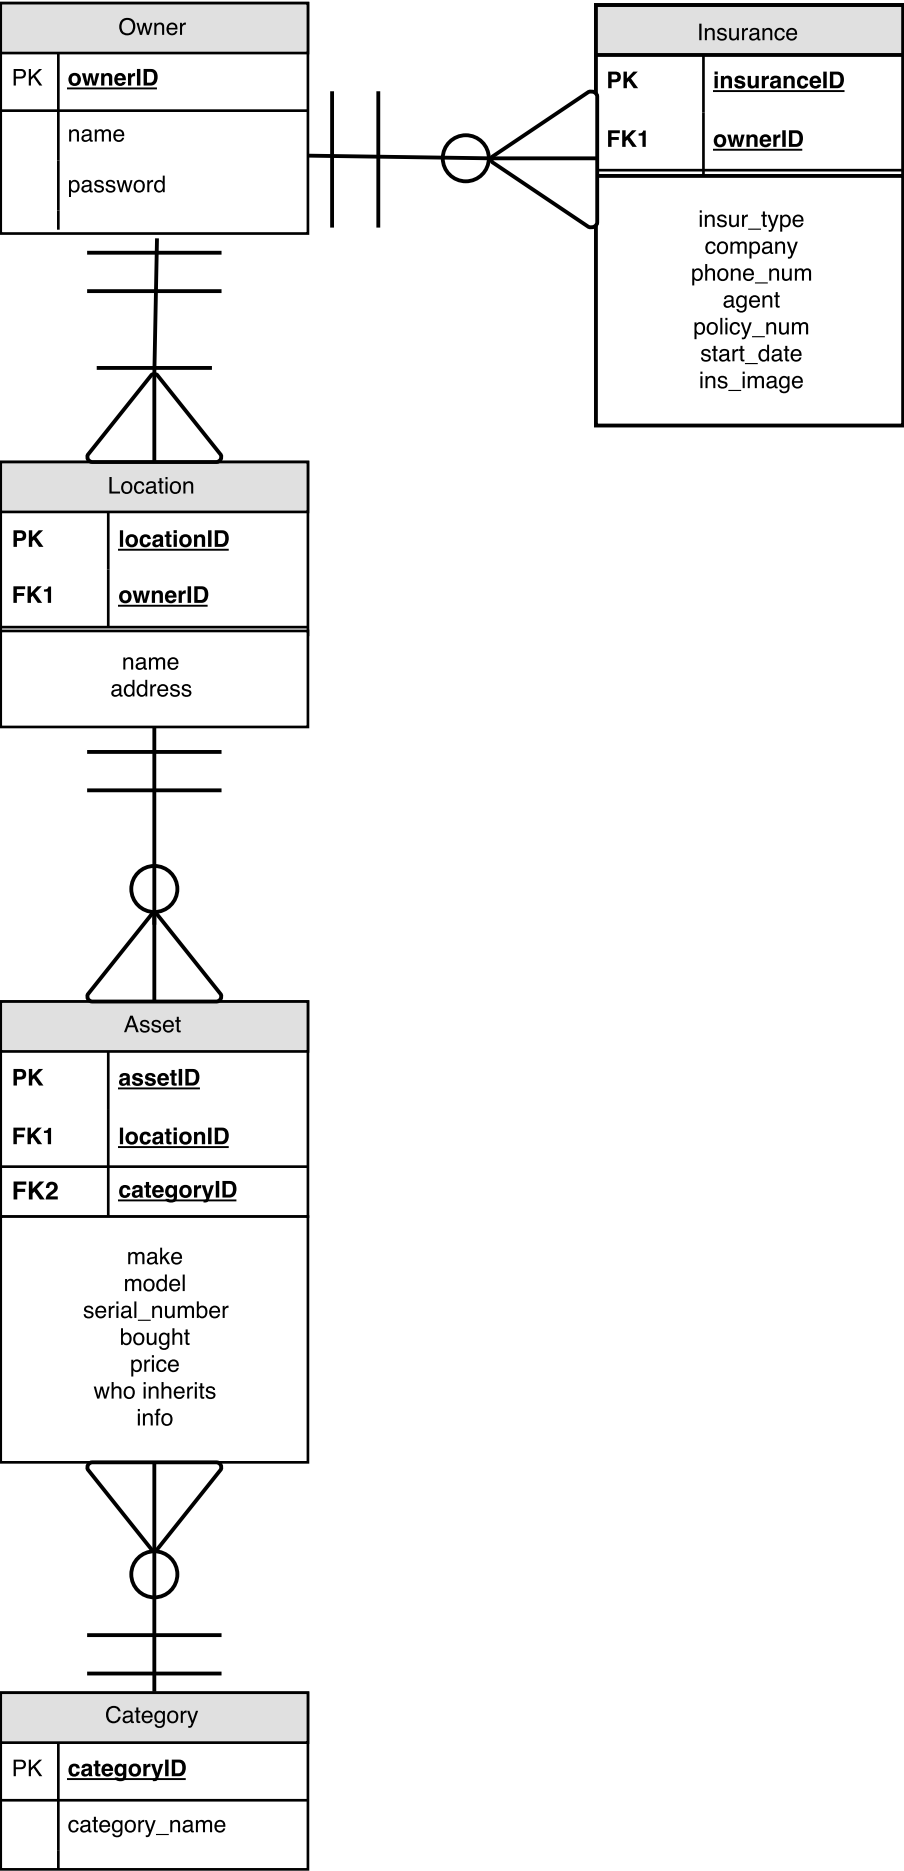 Owner
PK ownerID
name
password
Insurance
PK insuranceID
FK1 ownerID
insur_type
company
phone_num
agent
policy_num
start_date
ins_image
Location
PK locationID
FK1 ownerID
name
address
Asset
PK assetID
FK1 locationID
FK2 categoryID
make
model
serial_number
bought
price
who inherits
info
Category
PK categoryID
category_name